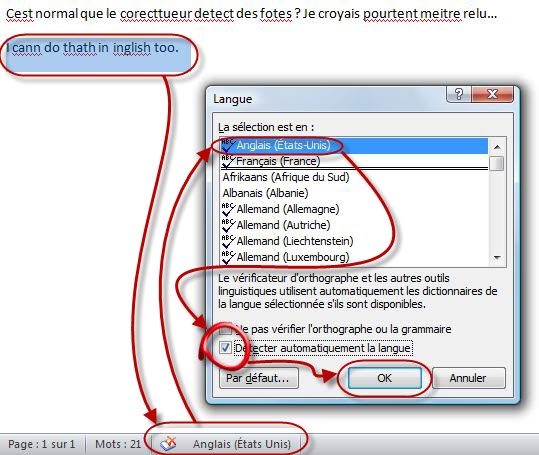 Cest normal que le corecttueur detect des fotes ? Je croyais pourtent meitre relu...
I cann do thath in inglish too.
Langue
La sélection est en :
Anglais (États-Unis)
Français (France)
Afrikaans (Afrique du Sud)
Albanais (Albanie)
Allemand (Allemagne)
Allemand (Autriche)
Allemand (Liechtenstein)
Allemand (Luxembourg)
Le vérificateur d'orthographe et les autres outils
linguistiques utilisent automatiquement les dictionnaires de
la langue sélectionnée s'ils sont disponibles.
Ne pas vérifier l'orthographe ou la grammaire
Détecter automatiquement la langue
Par défaut...
OK
Annuler
Page : 1 sur 1
Mots : 21
Anglais (États Unis)